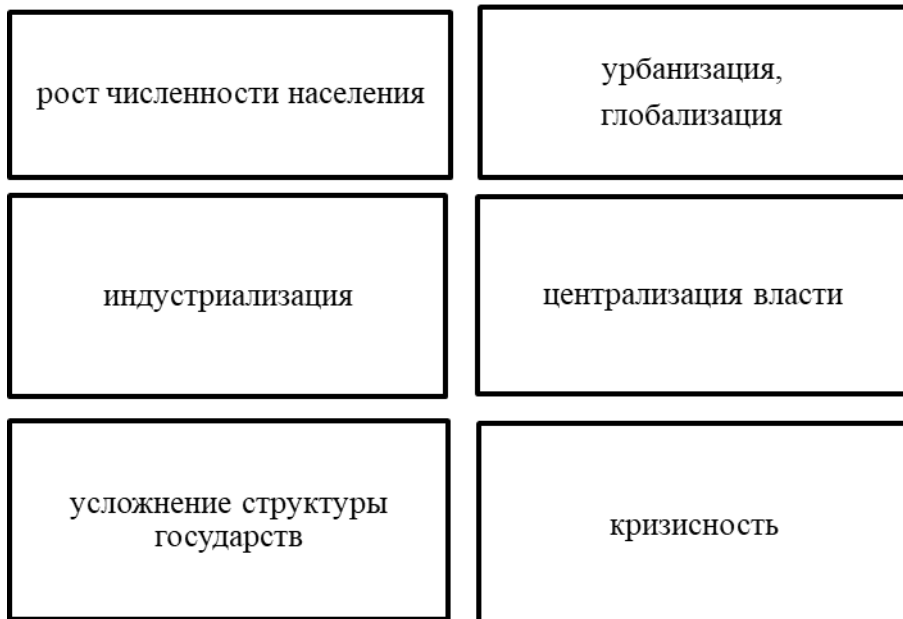 рост численности населения
урбанизация,
глобализация
индустриализация
централизация власти
усложнение структуры
государств
кризисность